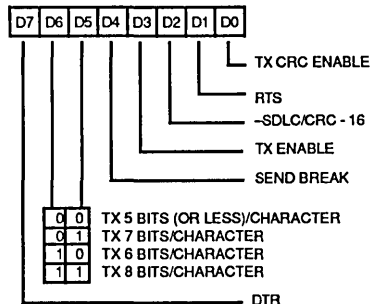 D7 D6 D5 D4 D3 D2 D1 D0
TX CRC ENABLE
RTS
–SDLC/CRC - 16
TX ENABLE
SEND BREAK
0 0 TX 5 BITS (OR LESS)/CHARACTER
0 1 TX 7 BITS/CHARACTER
1 0 TX 6 BITS/CHARACTER
1 1 TX 8 BITS/CHARACTER
DTR